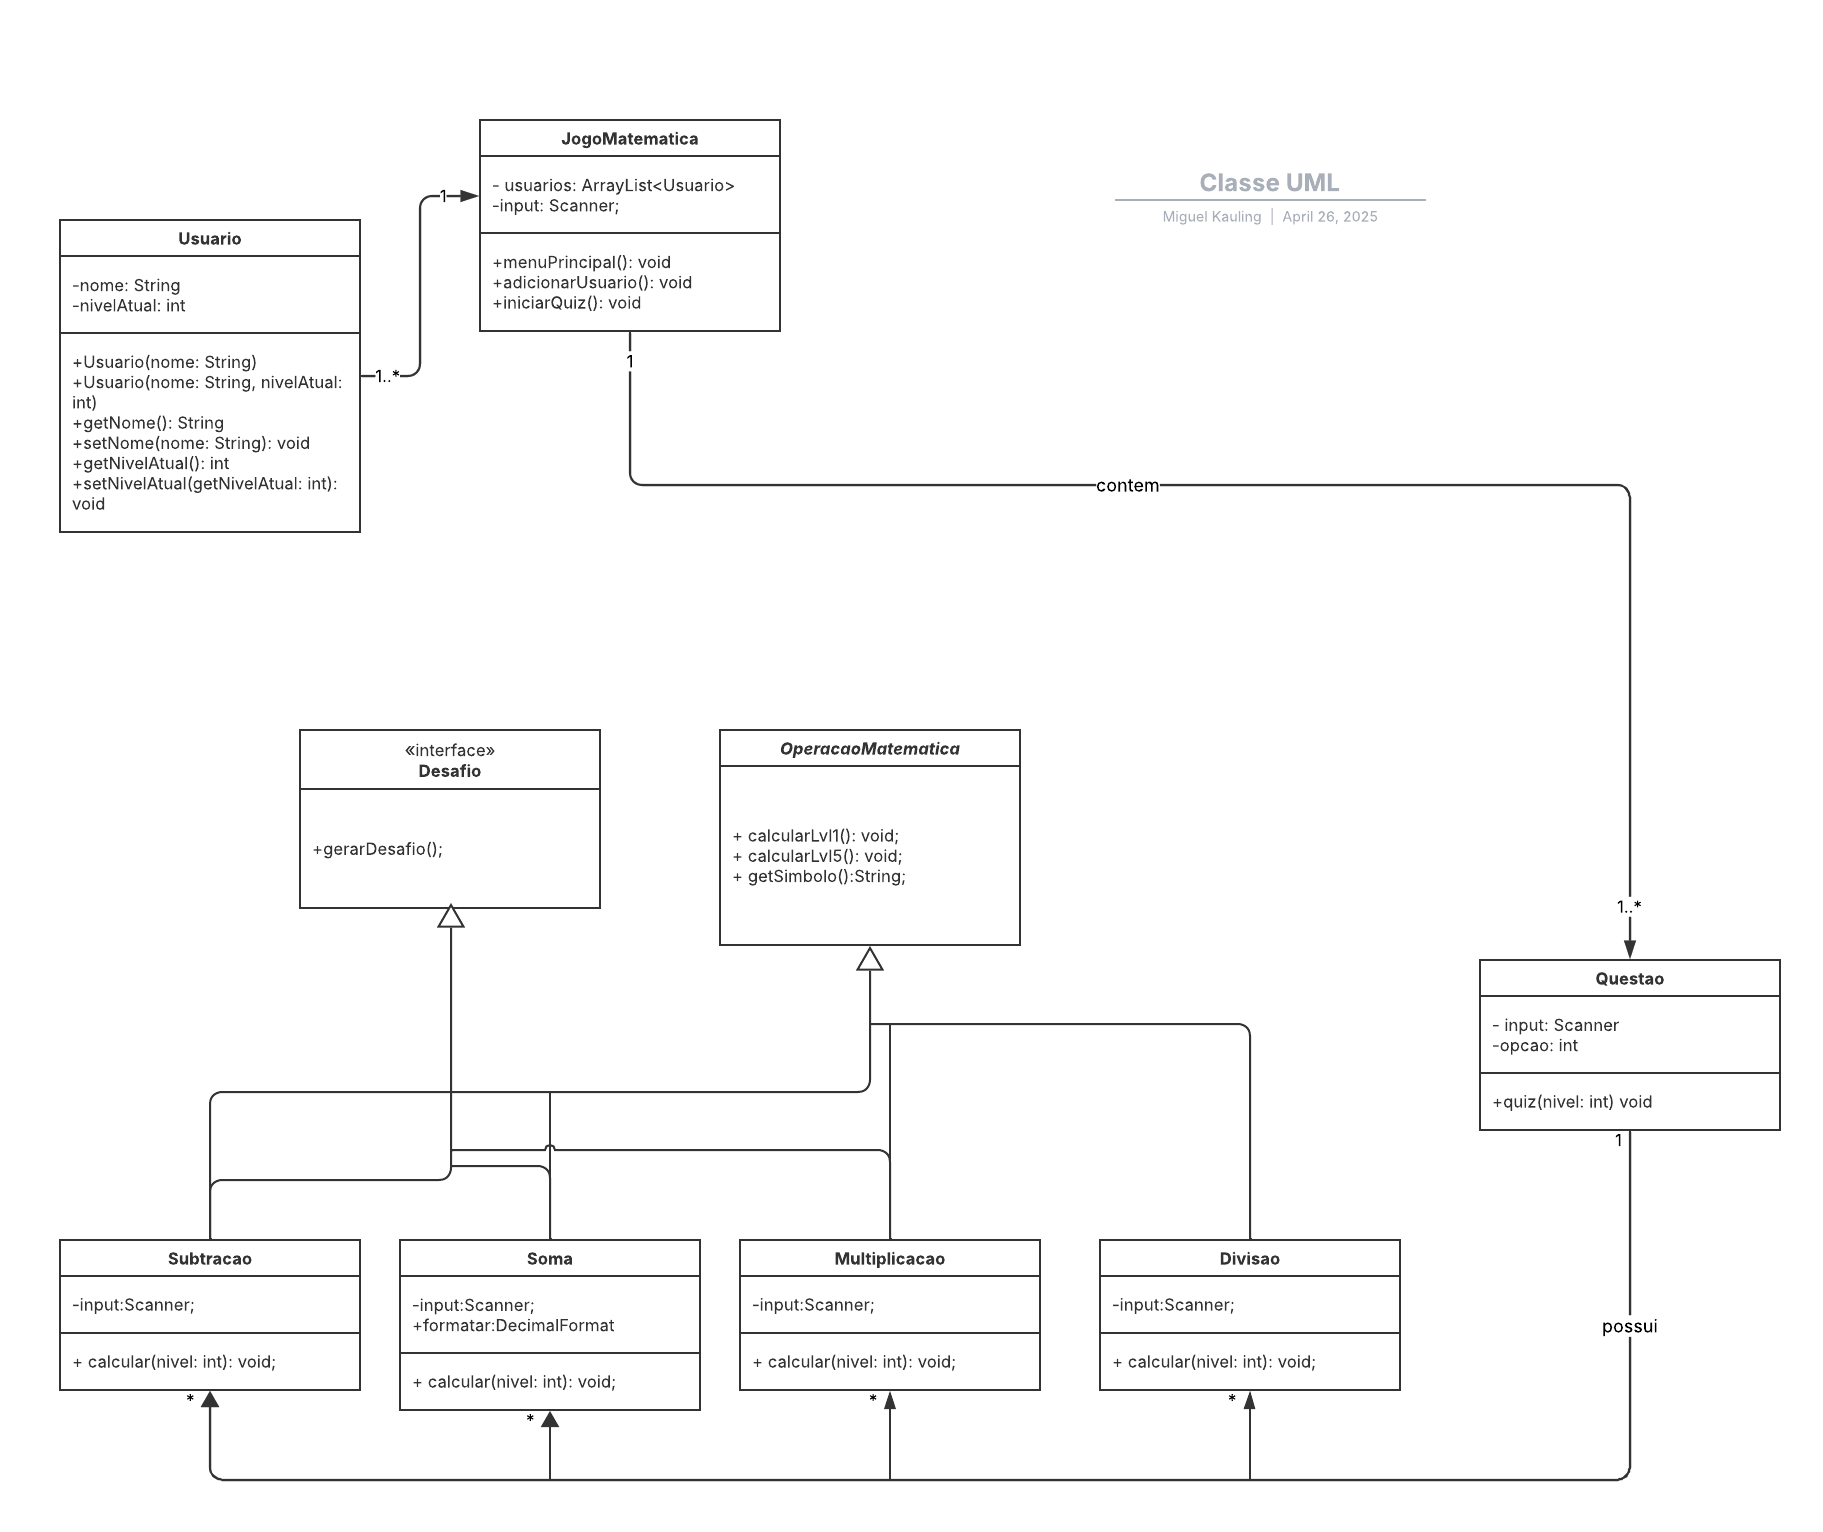 JogoMatematica
- usuarios: ArrayList<Usuario>
-input: Scanner;
+menuPrincipal(): void
+adicionarUsuario(): void
+iniciarQuiz(): void
Classe UML
Miguel Kauling | April 26, 2025
1
Usuario
-nome: String
-nivelAtual: int
+Usuario(nome: String)
+Usuario(nome: String, nivelAtual:
int)
+getNome(): String
+setNome(nome: String): void
+getNivelAtual(): int
+setNivelAtual(getNivelAtual: int):
void
1..*
1
contem
«interface»
Desafio
+gerarDesafio();
OperacaoMatematica
+ calcularLvl1(): void;
+ calcularLvl5(): void;
+ getSimbolo():String;
1..*
Questao
- input: Scanner
-opcao: int
+quiz(nivel: int) void
1
Subtracao
-input:Scanner;
+ calcular(nivel: int): void;
*
Soma
-input:Scanner;
+formatar:DecimalFormat
+ calcular(nivel: int): void;
*
Multiplicacao
-input:Scanner;
+ calcular(nivel: int): void;
*
Divisao
-input:Scanner;
+ calcular(nivel: int): void;
*
possui